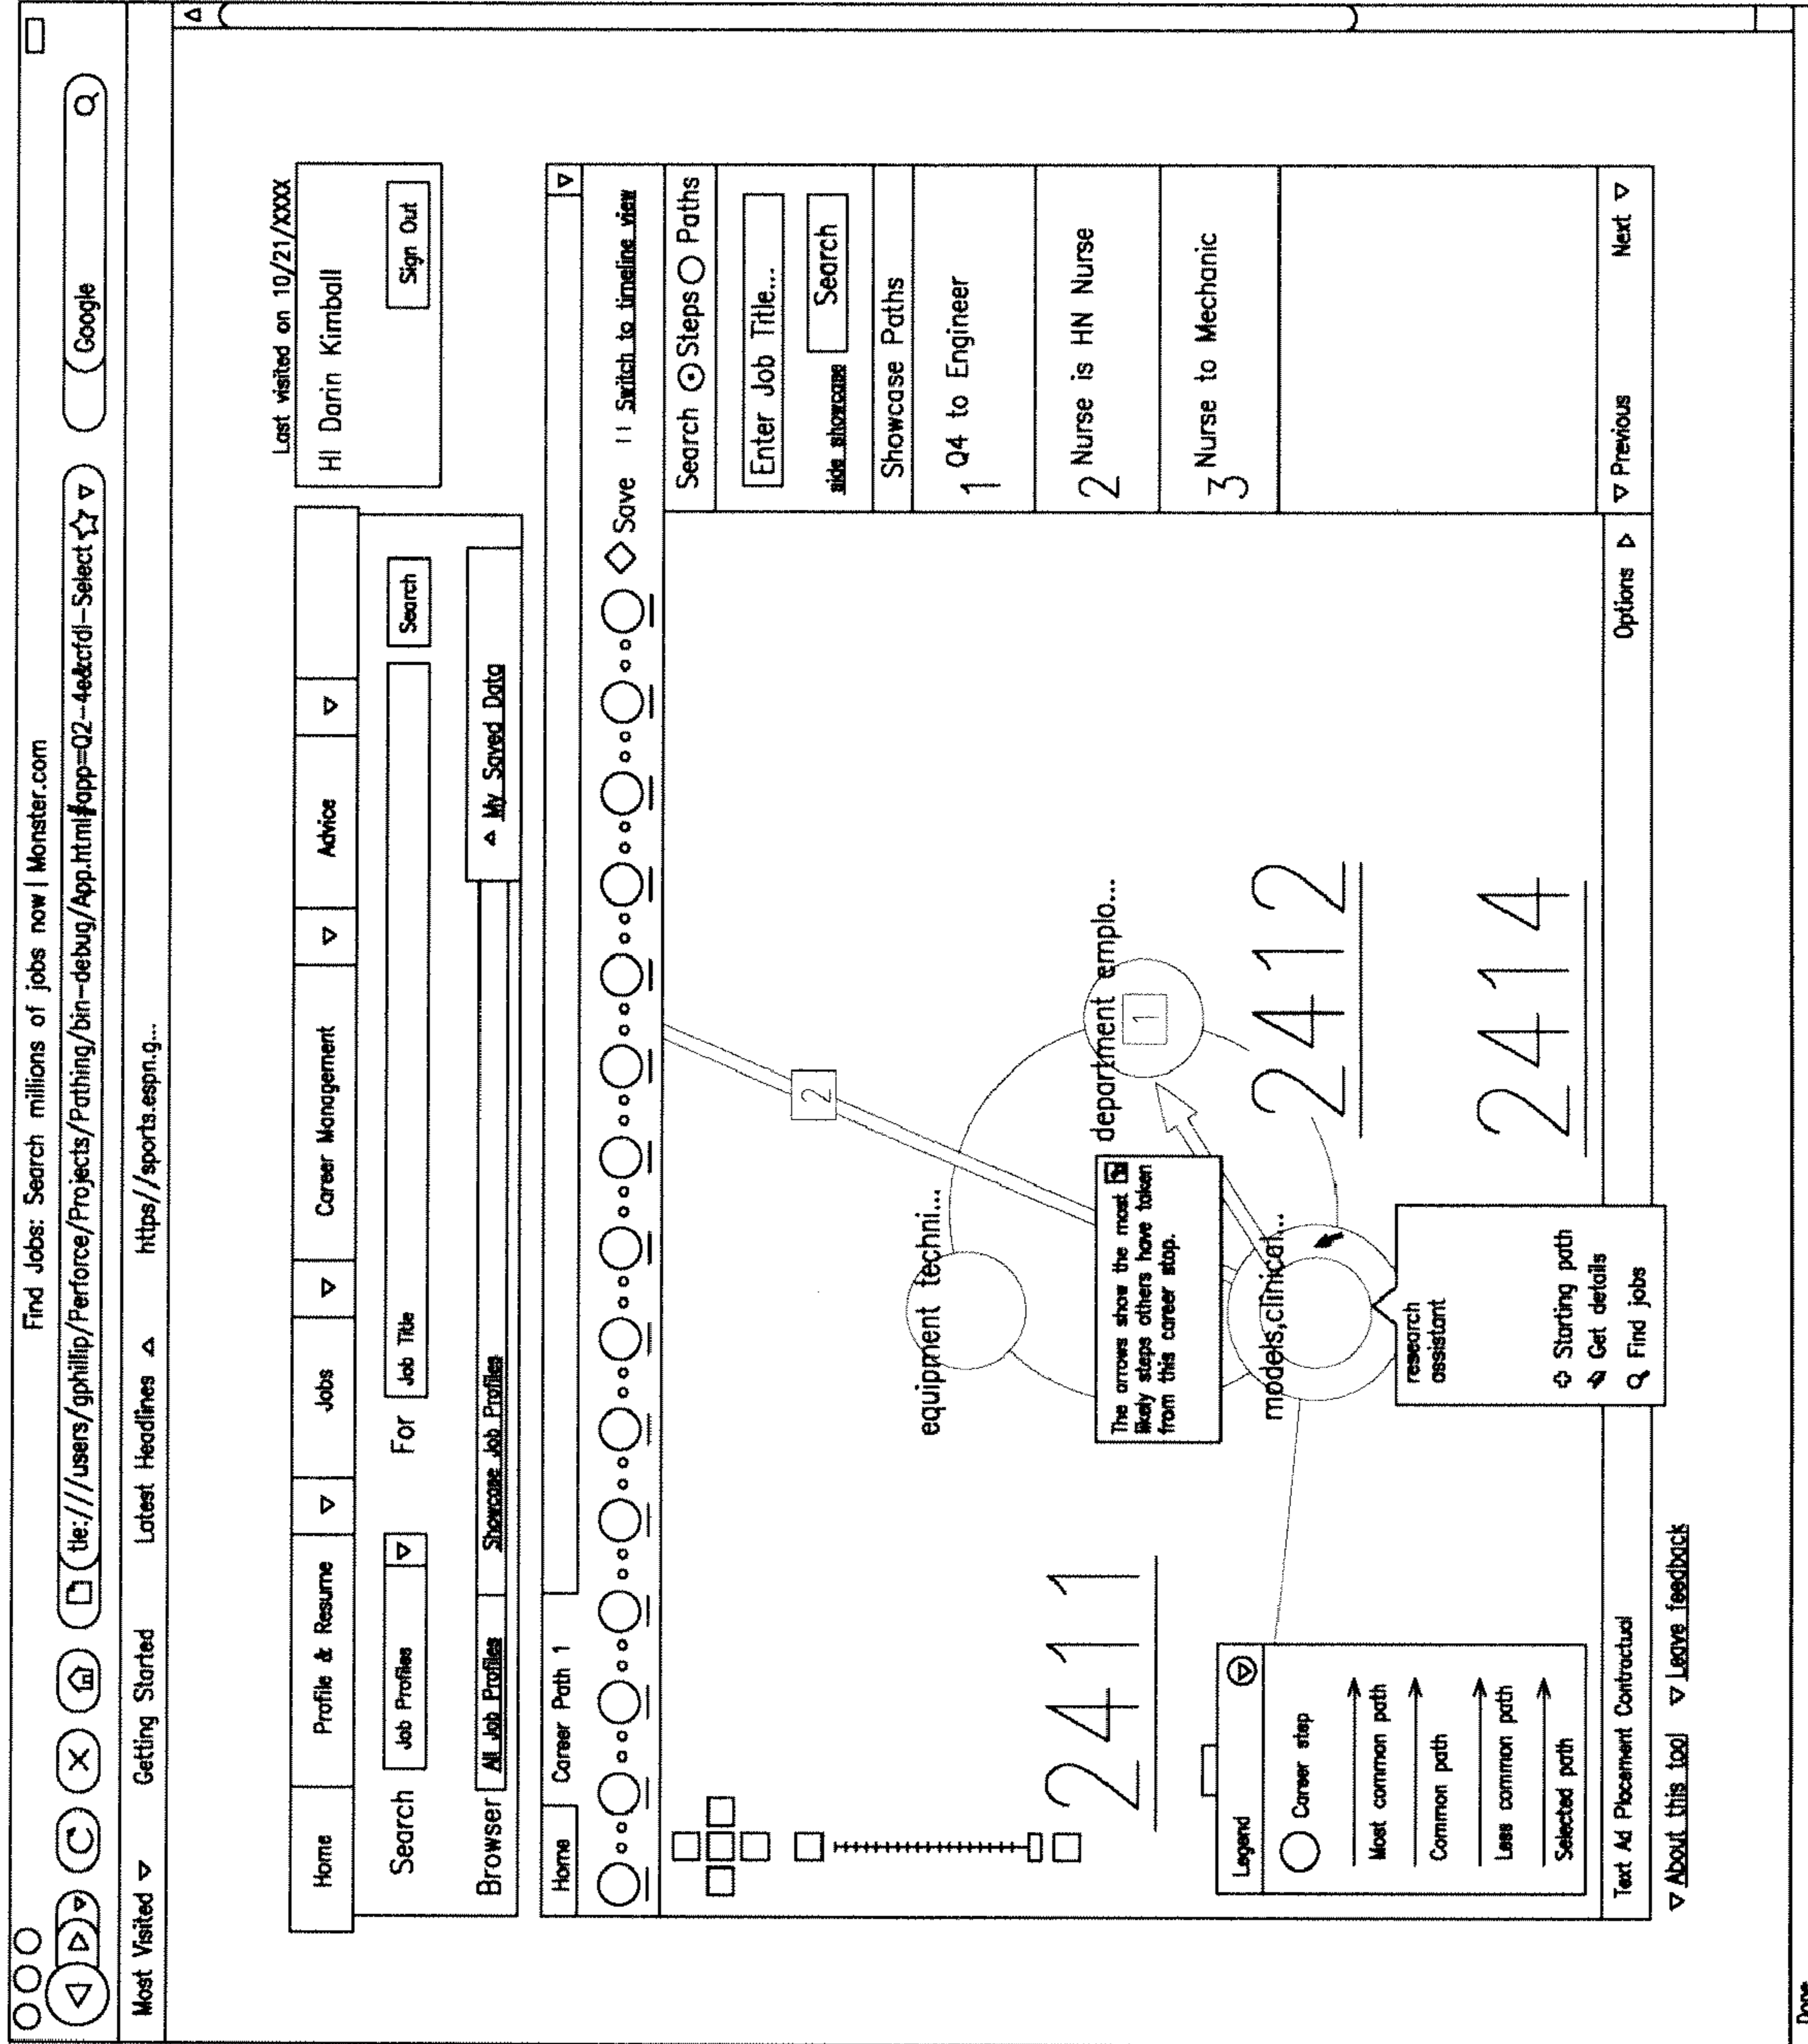 Find Jobs: Search millions of jobs now | Monster.com
tle:///users/gphillip/Perforce/Projects/Pathing/bin-debug/App.html#app=Q2--4e&cfdl-Select
Google
Most Visited
Getting Started
Latest Headlines
https//sports.espn.g...
Last visited on 10/21/XXXX
HI Darin Kimball
Sign Out
Home
Profile & Resume
Jobs
Career Management
Advice
Search
Job Profiles
For
Job Title
Search
Browser
All Job Profiles
Showcase Job Profiles
My Saved Data
Home
Career Path 1
Save
!! Switch to timeline view
Search
Steps
Paths
Enter Job Title...
side showcase
Search
Showcase Paths
1 Q4 to Engineer
2 Nurse is HN Nurse
3 Nurse to Mechanic
Previous
Next
2
equipment techni...
department emplo...
1
The arrows show the most
likely steps others have taken
from this career stop.
models,clinical...
2411
2412
2414
research
assistant
Starting path
Get details
Find jobs
Legend
Career step
Most common path
Common path
Less common path
Selected path
Text Ad Placement Contractual
Options
About this tool
Leave feedback
Done